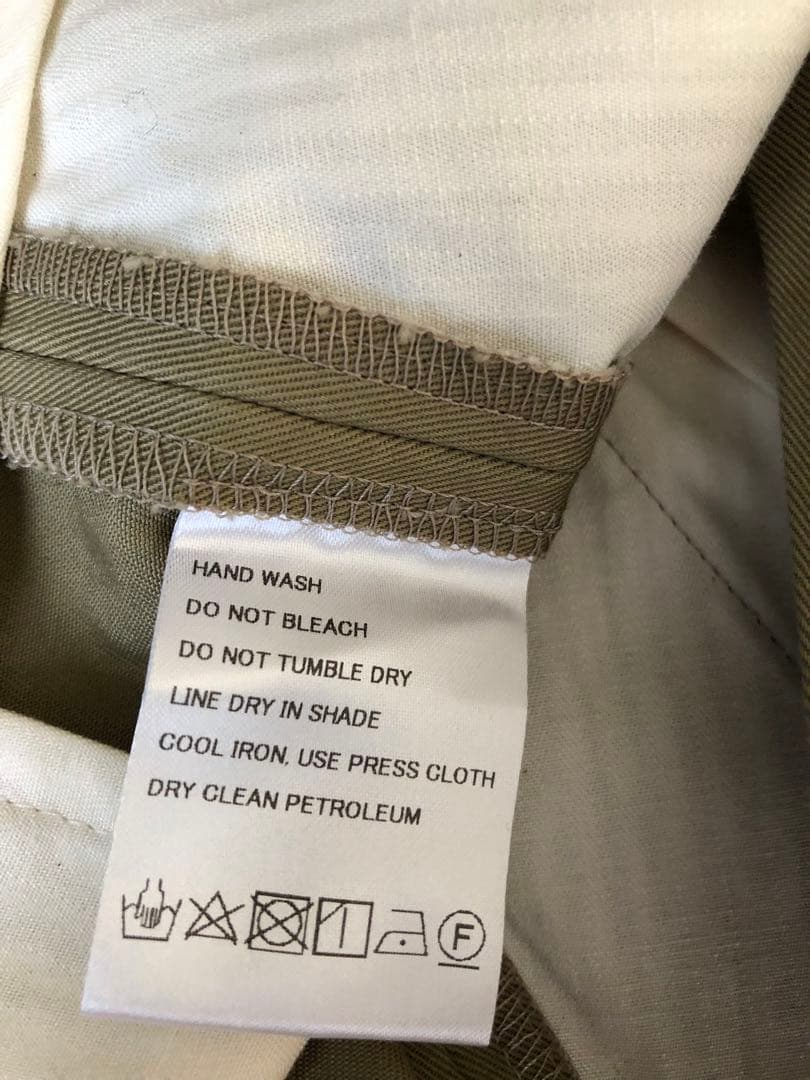 HAND WASH
DO NOT BLEACH
DO NOT TUMBLE DRY
LINE DRY IN SHADE
COOL IRON, USE PRESS CLOTH
DRY CLEAN PETROLEUM
F